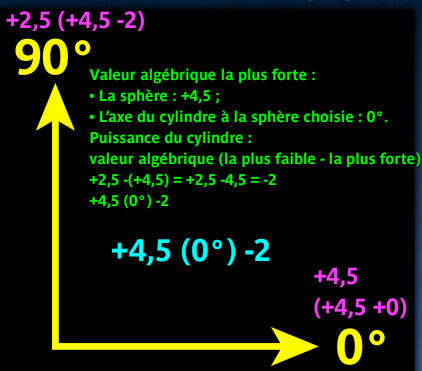 +2,5 (+4,5 -2)
90°
Valeur algébrique la plus forte :
• La sphère : +4,5 ;
• L'axe du cylindre à la sphère choisie : 0°.
Puissance du cylindre :
valeur algébrique (la plus faible - la plus forte)
+2,5 -(+4,5) = +2,5 -4,5 = -2
+4,5 (0°) -2
+4,5 (0°) -2
+4,5
(+4,5 +0)
0°